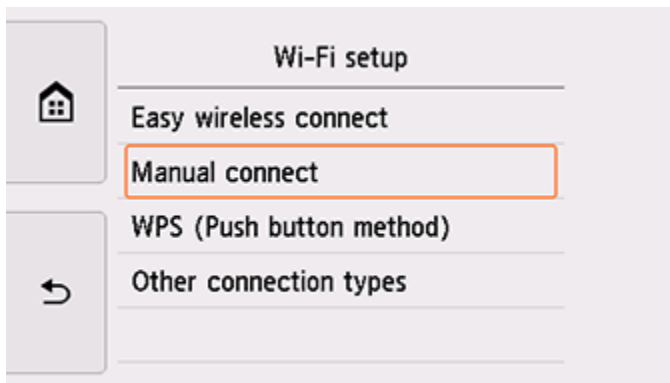 Wi-Fi setup
Easy wireless connect
Manual connect
WPS (Push button method)
Other connection types